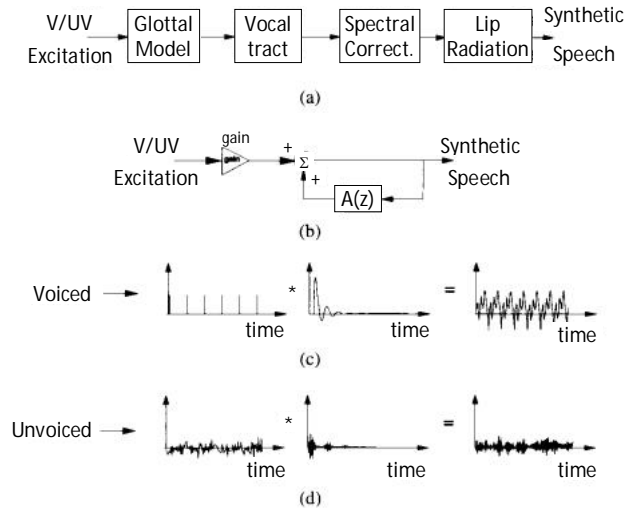 V/UV
Excitation
Glottal
Model
Vocal
tract
Spectral
Correct.
Lip
Radiation
Synthetic
Speech
(a)
V/UV
Excitation
gain
gain
+
Σ
+
A(z)
Synthetic
Speech
(b)
Voiced
*
=
time
time
time
(c)
Unvoiced
*
=
time
time
time
(d)